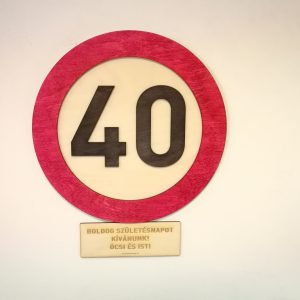 40
BOLDOG SZÜLETÉSNAPOT
KÍVÁNUNK!
ÖCSI ÉS ISTI